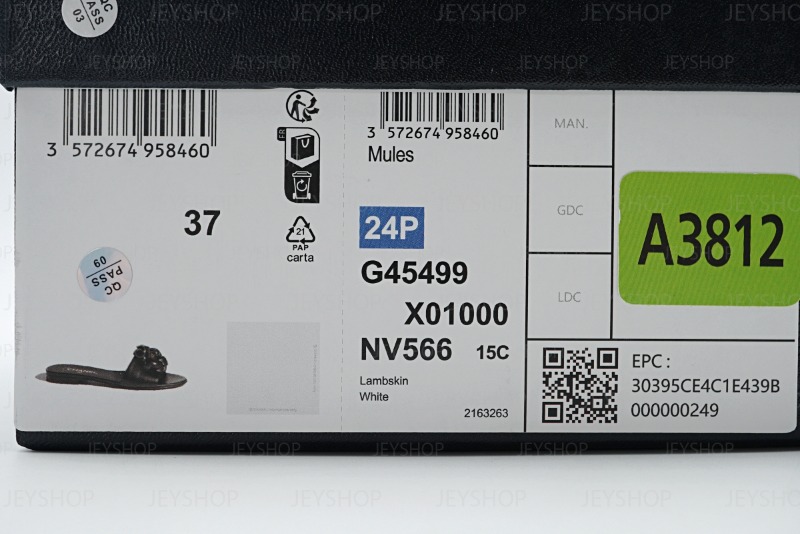 QC
PASS
03
3 572674 958460
37
FR
21
PAP
carta
QC
PASS
09
3 572674 958460
Mules
24P
G45499
X01000
NV566 15C
Lambskin
White
2163263
MAN.
GDC
LDC
A3812
EPC :
30395CE4C1E439B
000000249
JEYSHOP